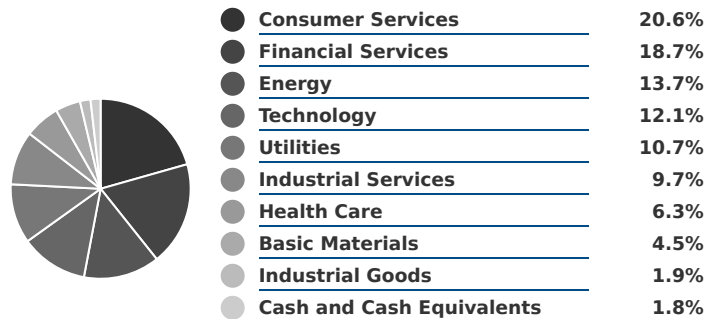 Consumer Services 20.6%
Financial Services 18.7%
Energy 13.7%
Technology 12.1%
Utilities 10.7%
Industrial Services 9.7%
Health Care 6.3%
Basic Materials 4.5%
Industrial Goods 1.9%
Cash and Cash Equivalents 1.8%